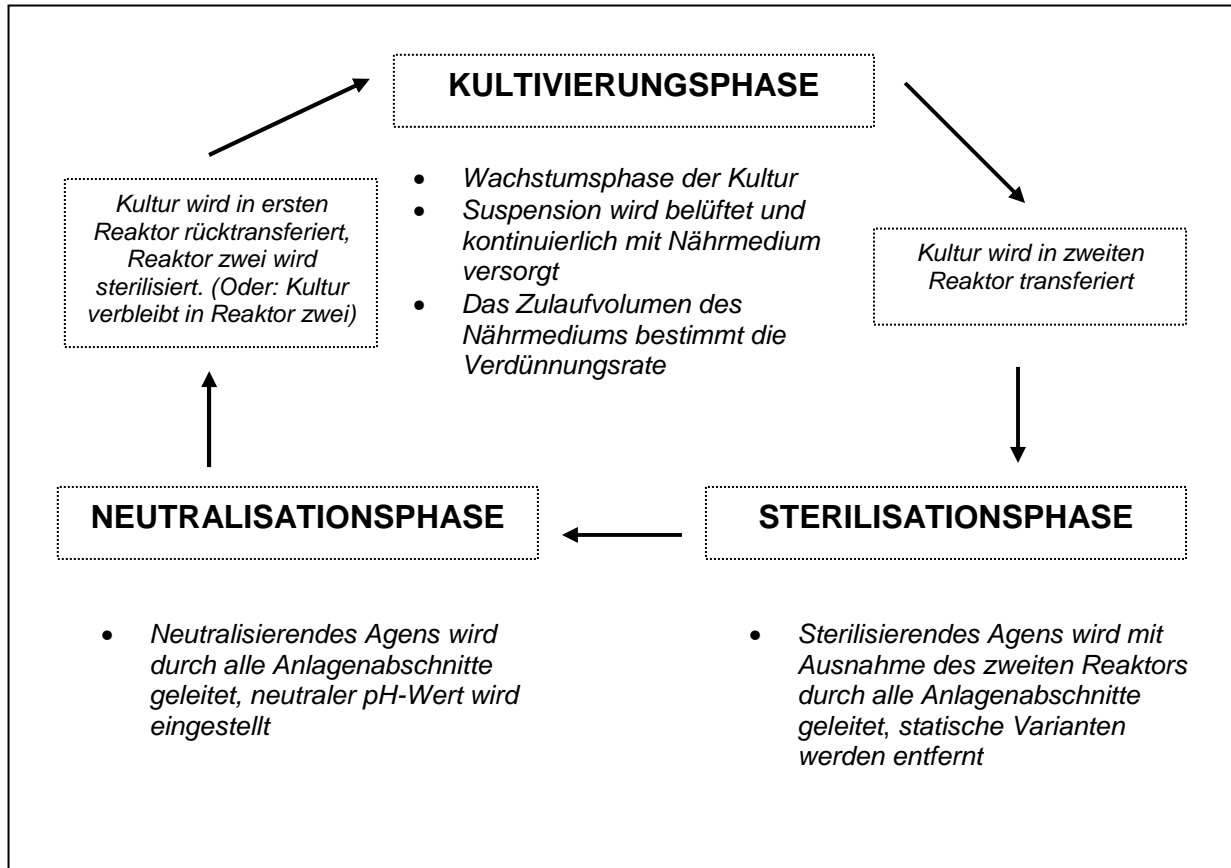 KULTIVIERUNGSPHASE
• Wachstumsphase der Kultur
• Suspension wird belüftet und
kontinuierlich mit Nährmedium
versorgt
• Das Zulaufvolumen des
Nährmediums bestimmt die
Verdünnungsrate
Kultur wird in zweiten
Reaktor transferiert
STERILISATIONSPHASE
• Sterilisierendes Agens wird mit
Ausnahme des zweiten Reaktors
durch alle Anlagenabschnitte
geleitet, statische Varianten
werden entfernt
NEUTRALISATIONSPHASE
• Neutralisierendes Agens wird
durch alle Anlagenabschnitte
geleitet, neutraler pH-Wert wird
eingestellt
Kultur wird in ersten
Reaktor rücktransferiert,
Reaktor zwei wird
sterilisiert. (Oder: Kultur
verbleibt in Reaktor zwei)